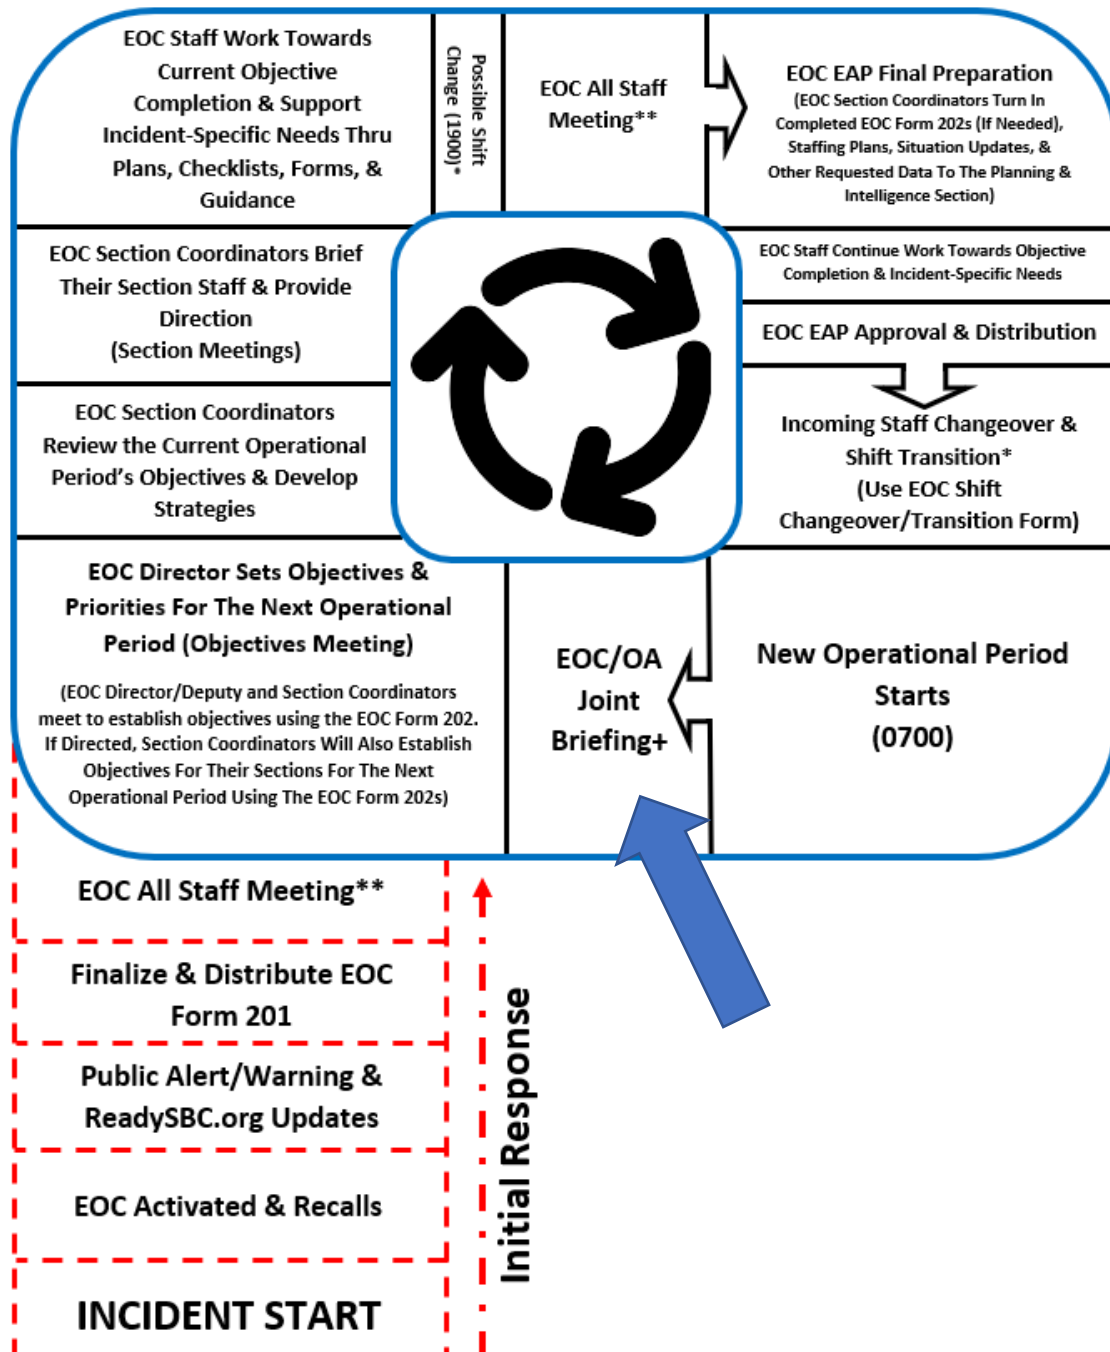 EOC Staff Work Towards
Current Objective
Completion & Support
Incident-Specific Needs Thru
Plans, Checklists, Forms, &
Guidance
Possible Shift
Change (1900)*
EOC All Staff
Meeting**
EOC EAP Final Preparation
(EOC Section Coordinators Turn In
Completed EOC Form 202s (If Needed),
Staffing Plans, Situation Updates, &
Other Requested Data To The Planning &
Intelligence Section)
EOC Staff Continue Work Towards Objective
Completion & Incident-Specific Needs
EOC EAP Approval & Distribution
Incoming Staff Changeover &
Shift Transition*
(Use EOC Shift
Changeover/Transition Form)
New Operational Period
Starts
(0700)
EOC/OA
Joint
Briefing+
EOC Section Coordinators Brief
Their Section Staff & Provide
Direction
(Section Meetings)
EOC Section Coordinators
Review the Current Operational
Period's Objectives & Develop
Strategies
EOC Director Sets Objectives &
Priorities For The Next Operational
Period (Objectives Meeting)
(EOC Director/Deputy and Section Coordinators
meet to establish objectives using the EOC Form 202.
If Directed, Section Coordinators Will Also Establish
Objectives For Their Sections For The Next
Operational Period Using The EOC Form 202s)
EOC All Staff Meeting**
Finalize & Distribute EOC
Form 201
Public Alert/Warning &
ReadySBC.org Updates
EOC Activated & Recalls
INCIDENT START
Initial Response